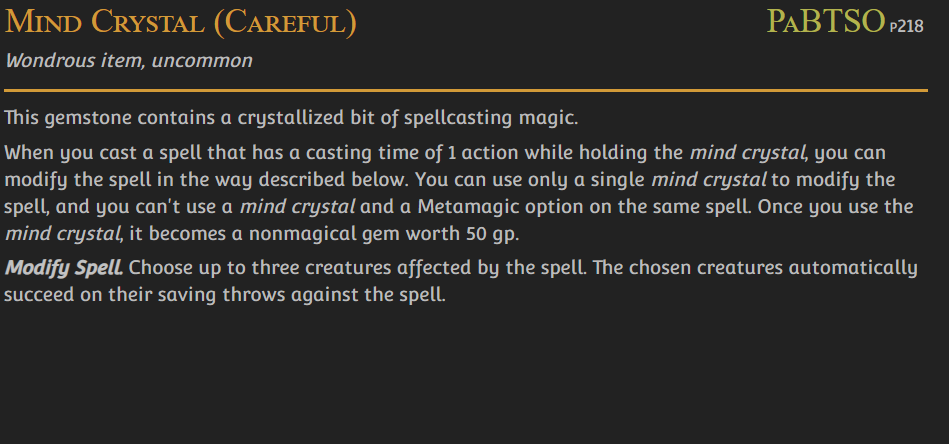 Mind Crystal (Careful) PaBTSO p218
Wondrous item, uncommon
This gemstone contains a crystallized bit of spellcasting magic.
When you cast a spell that has a casting time of 1 action while holding the mind crystal, you can
modify the spell in the way described below. You can use only a single mind crystal to modify the
spell, and you can't use a mind crystal and a Metamagic option on the same spell. Once you use the
mind crystal, it becomes a nonmagical gem worth 50 gp.
Modify Spell. Choose up to three creatures affected by the spell. The chosen creatures automatically
succeed on their saving throws against the spell.